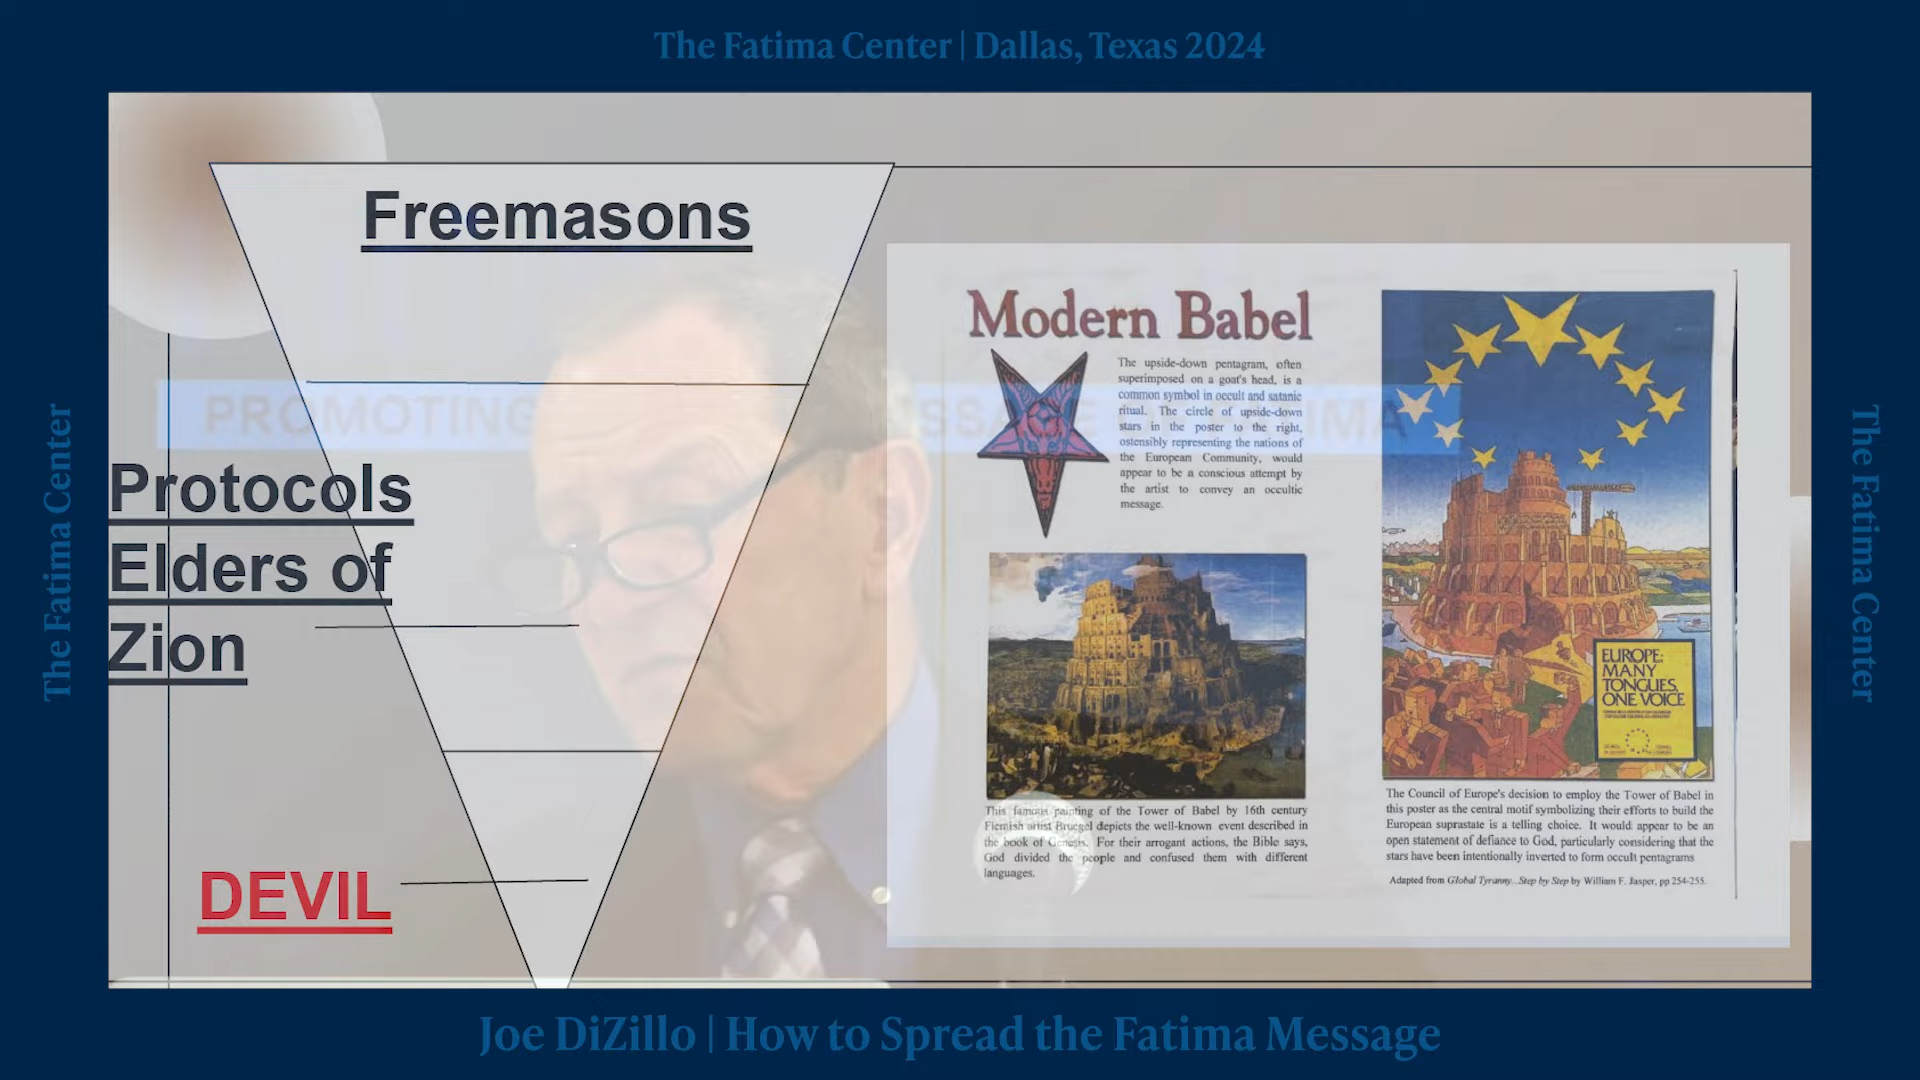 The Fatima Center | Dallas, Texas 2024
The Fatima Center
The Fatima Center
Freemasons
Protocols
Elders of
Zion
DEVIL
PROMOTING
Modern Babel
The upside-down pentagram, often
superimposed on a goat's head, is a
common symbol in occult and satanic
ritual. The circle of upside-down
stars in the poster to the right,
ostensibly representing the nations of
the European Community, would
appear to be a conscious attempt by
the artist to convey an occultic
message.
This famous painting of the Tower of Babel by 16th century
Flemish artist Bruegel depicts the well-known event described in
the book of Genesis. For their arrogant actions, the Bible says,
God divided the people and confused them with different
languages.
EUROPE:
MANY
TONGUES,
ONE VOICE
The Council of Europe's decision to employ the Tower of Babel in
this poster as the central motif symbolizing their efforts to build the
European suprastate is a telling choice. It would appear to be an
open statement of defiance to God, particularly considering that the
stars have been intentionally inverted to form occult pentagrams
Adapted from Global Tyranny...Step by Step by William F. Jasper, pp 254-255.
Joe DiZillo | How to Spread the Fatima Message